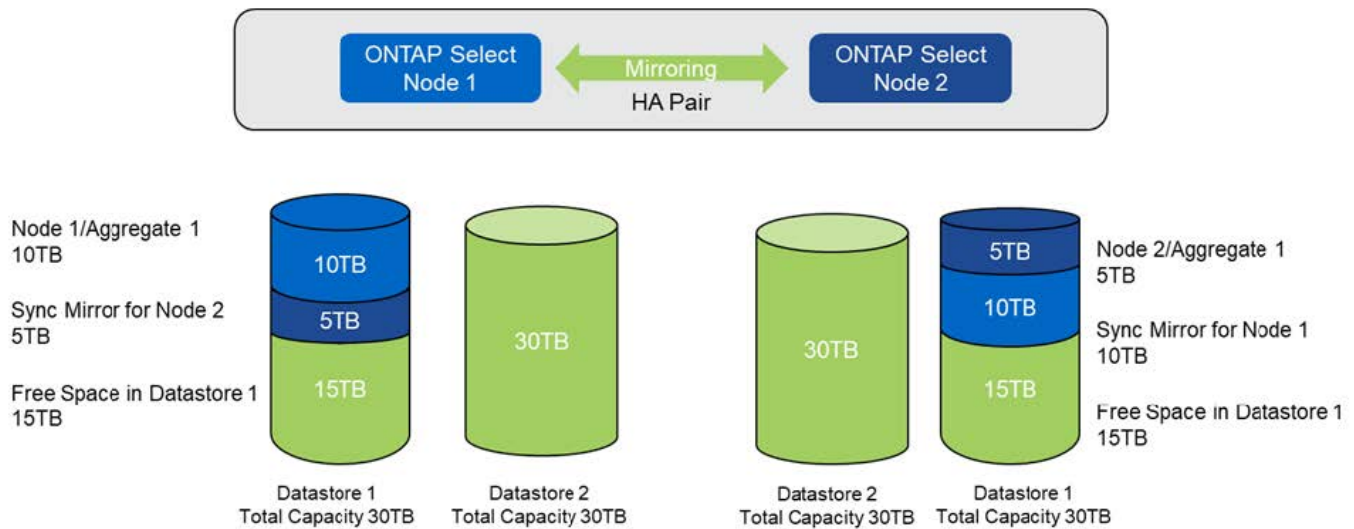 ONTAP Select
Node 1
Mirroring
HA Pair
ONTAP Select
Node 2
Node 1/Aggregate 1
10TB
Sync Mirror for Node 2
5TB
Free Space in Datastore 1
15TB
10TB
5TB
15TB
30TB
30TB
5TB
10TB
15TB
Node 2/Aggregate 1
5TB
Sync Mirror for Node 1
10TB
Free Space in Datastore 1
15TB
Datastore 1
Total Capacity 30TB
Datastore 2
Total Capacity 30TB
Datastore 2
Total Capacity 30TB
Datastore 1
Total Capacity 30TB